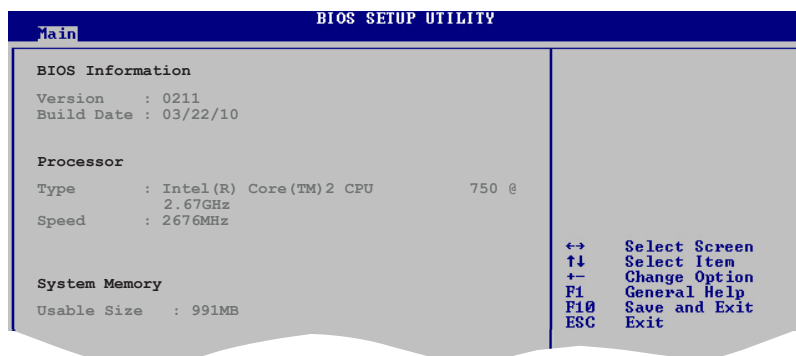 BIOS SETUP UTILITY
Main
BIOS Information
Version : 0211
Build Date : 03/22/10
Processor
Type : Intel(R) Core(TM)2 CPU 750 @
2.67GHz
Speed : 2676MHz
System Memory
Usable Size : 991MB
←→ Select Screen
↑↓ Select Item
+- Change Option
F1 General Help
F10 Save and Exit
ESC Exit